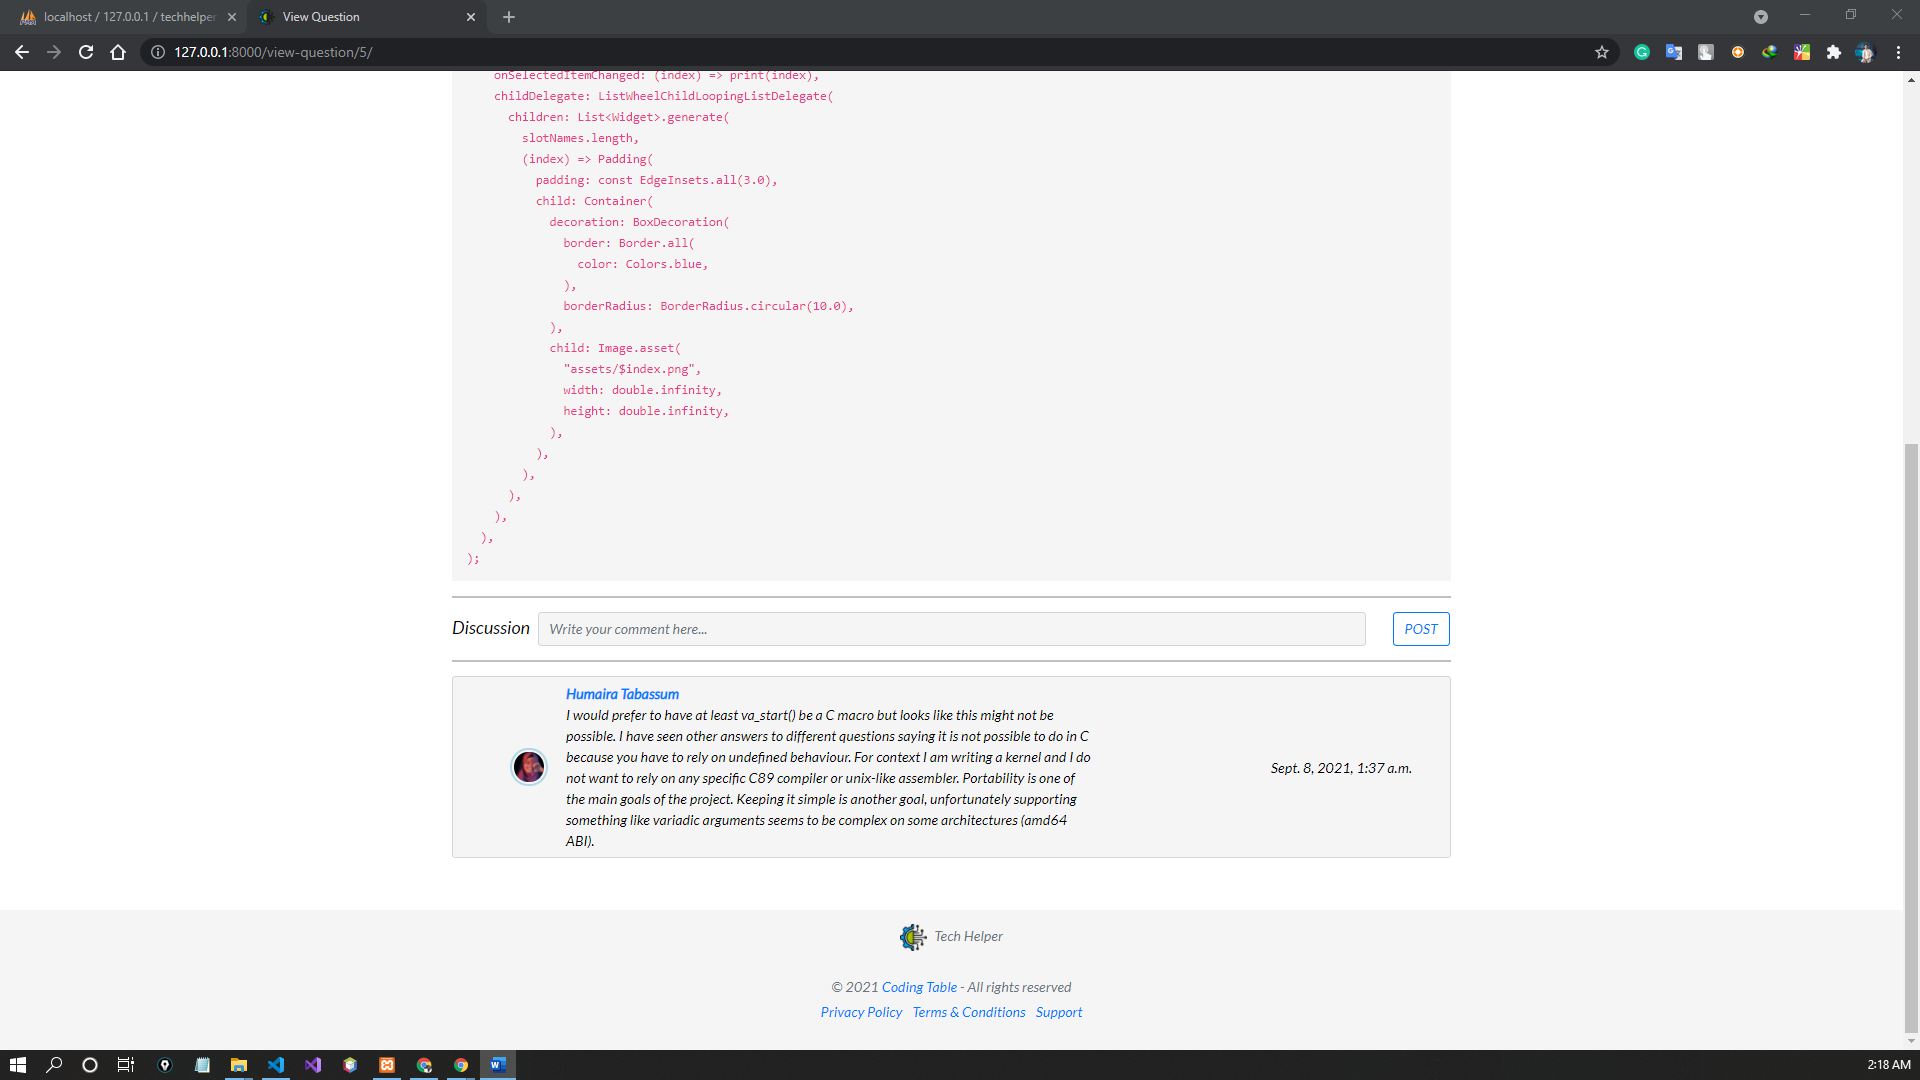 localhost / 127.0.0.1 / techhelper
View Question
127.0.0.1:8000/view-question/5/
onSelectedItemChanged: (index) => print(index),
childDelegate: ListWheelChildLoopingListDelegate(
children: List<Widget>.generate(
slotNames.length,
(index) => Padding(
padding: const EdgeInsets.all(3.0),
child: Container(
decoration: BoxDecoration(
border: Border.all(
color: Colors.blue,
),
borderRadius: BorderRadius.circular(10.0),
),
child: Image.asset(
"assets/$index.png",
width: double.infinity,
height: double.infinity,
),
),
),
),
),
),
);
Discussion
Write your comment here...
POST
Humaira Tabassum
I would prefer to have at least va_start() be a C macro but looks like this might not be
possible. I have seen other answers to different questions saying it is not possible to do in C
because you have to rely on undefined behaviour. For context I am writing a kernel and I do
not want to rely on any specific C89 compiler or unix-like assembler. Portability is one of
the main goals of the project. Keeping it simple is another goal, unfortunately supporting
something like variadic arguments seems to be complex on some architectures (amd64
ABI).
Sept. 8, 2021, 1:37 a.m.
Tech Helper
© 2021 Coding Table - All rights reserved
Privacy Policy Terms & Conditions Support
2:18 AM